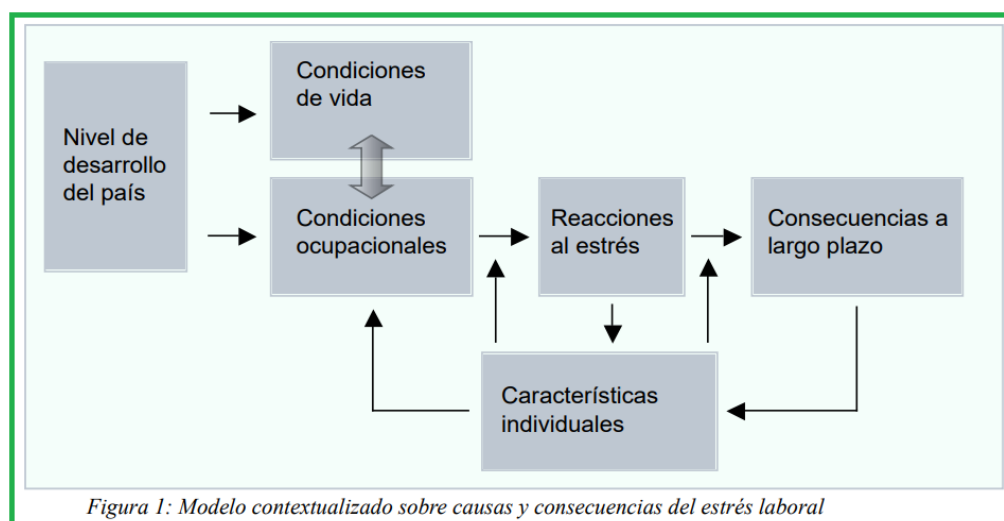 Condiciones
de vida
Nivel de
desarrollo
del país
Condiciones
ocupacionales
Reacciones
al estrés
Consecuencias a
largo plazo
Características
individuales
Figura 1: Modelo contextualizado sobre causas y consecuencias del estrés laboral